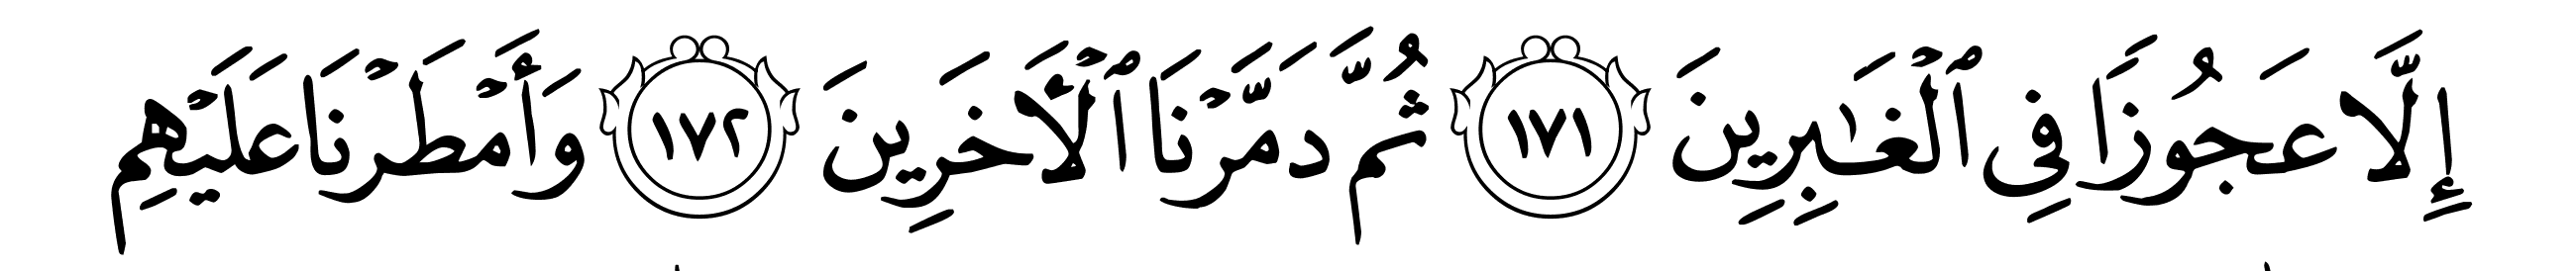 إِلَّا عَجُوزًا فِي ٱلْغَٰبِرِينَ ١٧١ ثُمَّ دَمَّرْنَا ٱلْأَخَرِينَ ١٧٢ وَأَمْطَرْنَا عَلَيْهِم